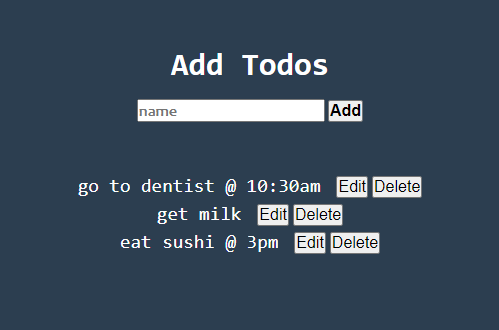 Add Todos
name Add
go to dentist @ 10:30am Edit Delete
get milk Edit Delete
eat sushi @ 3pm Edit Delete